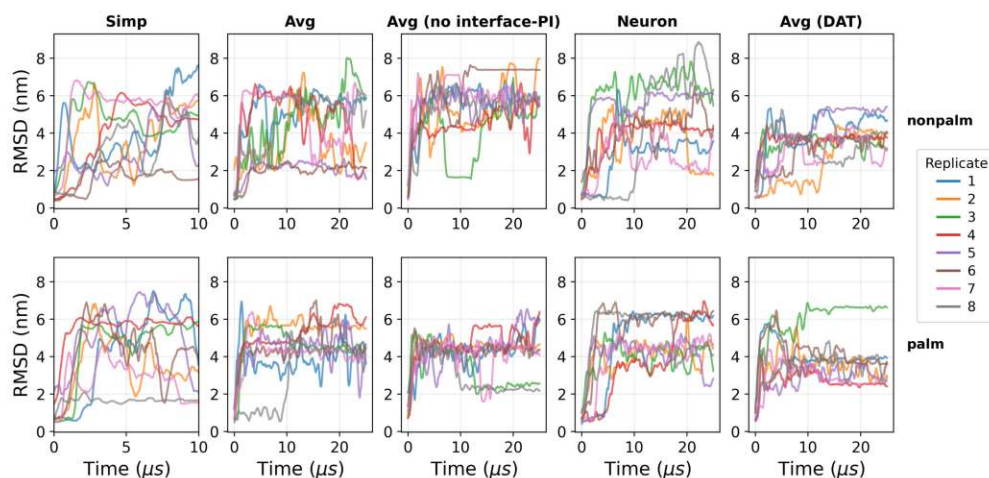 Simp Avg Avg (no interface-PI) Neuron Avg (DAT)
RMSD (nm)
8
6
4
2
0
0 5 10 0 10 20 0 10 20 0 10 20 0 10 20
nonpalm
Replicate
1
2
3
4
5
6
7
8
RMSD (nm)
8
6
4
2
0
palm
0 5 10 0 10 20 0 10 20 0 10 20 0 10 20
Time (μs) Time (μs) Time (μs) Time (μs) Time (μs)